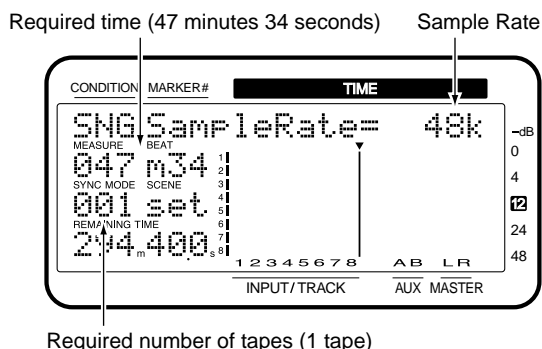 Required time (47 minutes 34 seconds) Sample Rate
CONDITION MARKER# TIME
SNG SampleRate= 48k
MEASURE BEAT
047 m34
SYNC MODE SCENE
001 set
REMAINING TIME
294m400s
1
2
3
4
5
6
7
8
1 2 3 4 5 6 7 8 A B L R
INPUT/TRACK AUX MASTER
–dB
0
4
12
24
48
Required number of tapes (1 tape)